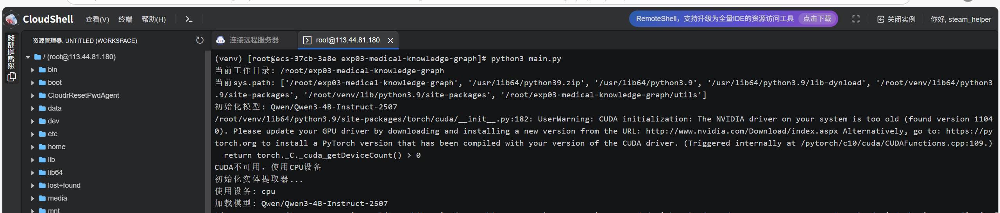 CloudShell 查看(V) 终端 帮助(H) RemoteShell，支持升级为全量IDE的资源访问工具 点击下载 关闭实例 你好, steam_helper
资源管理器
资源管理器: UNTITLED (WORKSPACE)
/ (root@113.44.81.180)
bin
boot
CloudrResetPwdAgent
data
dev
etc
home
lib
lib64
lost+found
media
mnt
连接远程服务器 root@113.44.81.180
(venv) [root@ecs-37cb-3a8e exp03-medical-knowledge-graph]# python3 main.py
当前工作目录: /root/exp03-medical-knowledge-graph
当前sys.path: ['/root/exp03-medical-knowledge-graph', '/usr/lib64/python39.zip', '/usr/lib64/python3.9', '/usr/lib64/python3.9/lib-dynload', '/root/venv/lib64/python3
.9/site-packages', '/root/venv/lib/python3.9/site-packages', '/root/exp03-medical-knowledge-graph/utils']
初始化模型: Qwen/Qwen3-4B-Instruct-2507
/root/venv/lib64/python3.9/site-packages/torch/cuda/__init__.py:182: UserWarning: CUDA initialization: The NVIDIA driver on your system is too old (found version 1104
0). Please update your GPU driver by downloading and installing a new version from the URL: http://www.nvidia.com/Download/index.aspx Alternatively, go to: https://py
torch.org to install a PyTorch version that has been compiled with your version of the CUDA driver. (Triggered internally at /pytorch/c10/cuda/CUDAFunctions.cpp:109.)
return torch._C._cuda_getDeviceCount() > 0
CUDA不可用，使用CPU设备
初始化实体提取器...
使用设备: cpu
加载模型: Qwen/Qwen3-4B-Instruct-2507